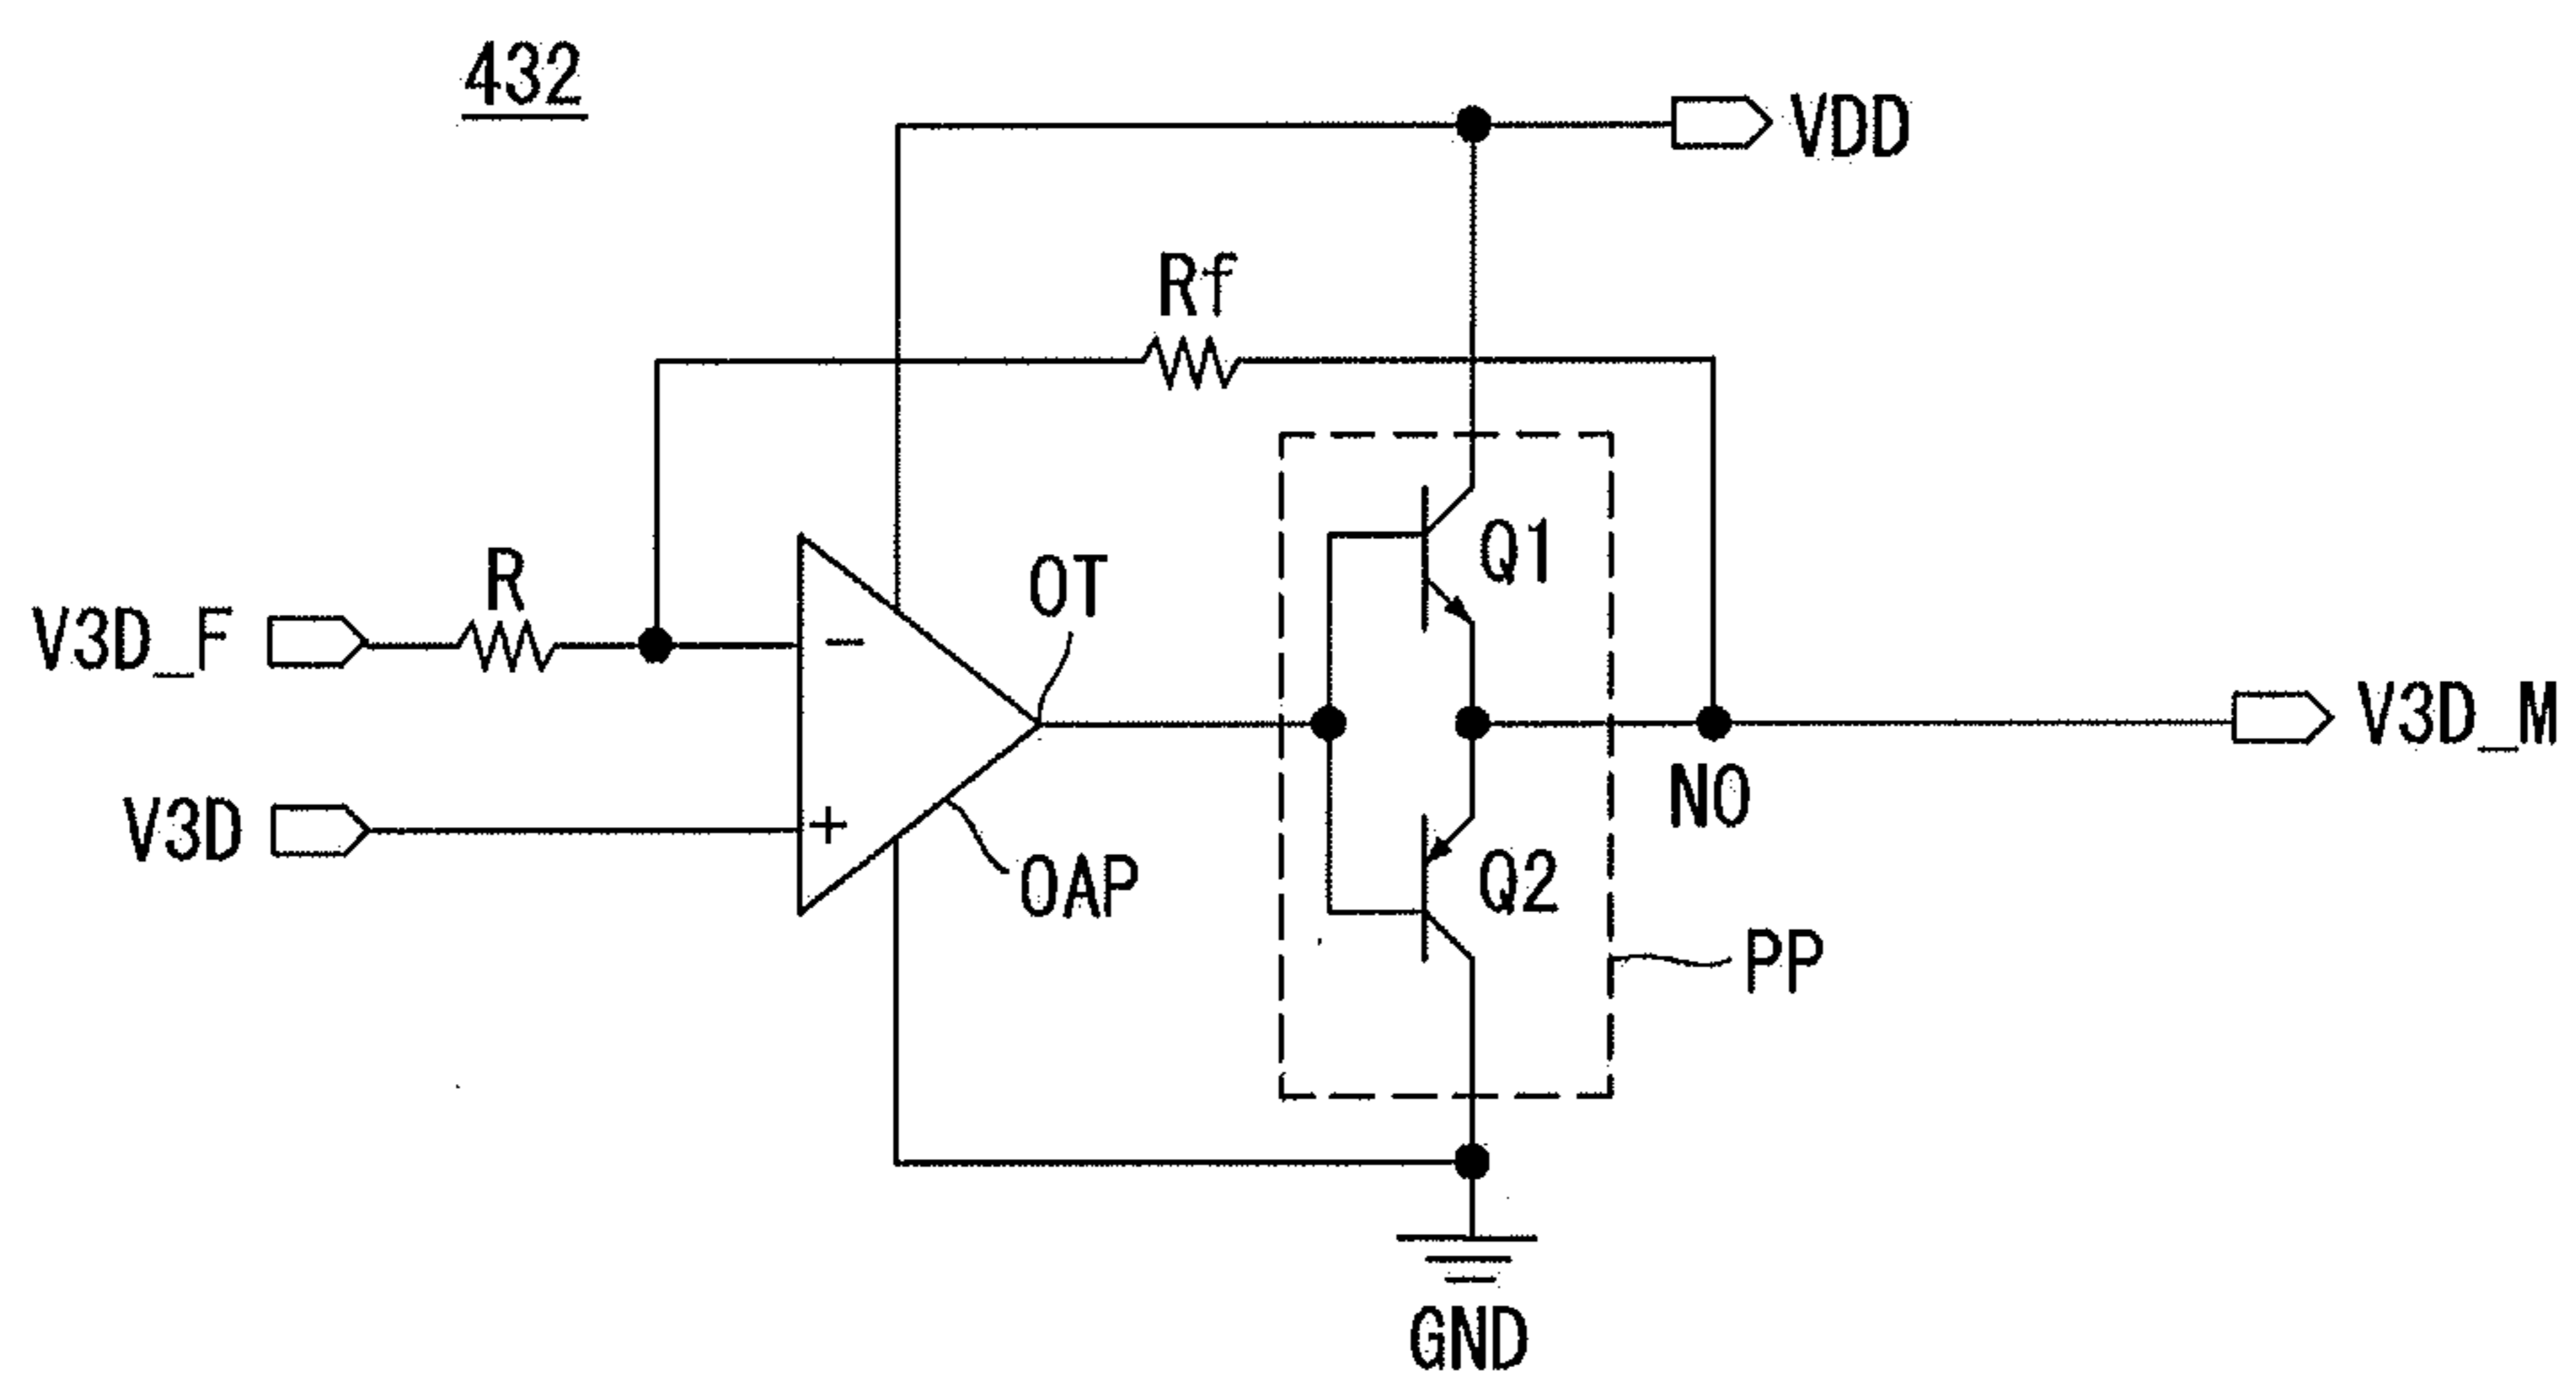 432
VDD
Rf
R
Q1
OT
V3D_F
V3D_M
NO
V3D
+
OAP
Q2
PP
GND